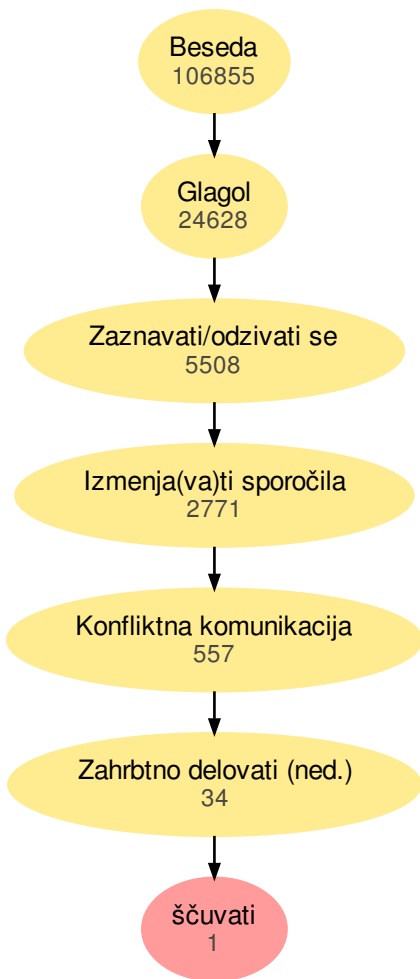 Beseda
106855
Glagol
24628
Zaznavati/odzivati se
5508
Izmenja(va)ti sporočila
2771
Konfliktna komunikacija
557
Zahrbtno delovati (ned.)
34
ščuvati
1